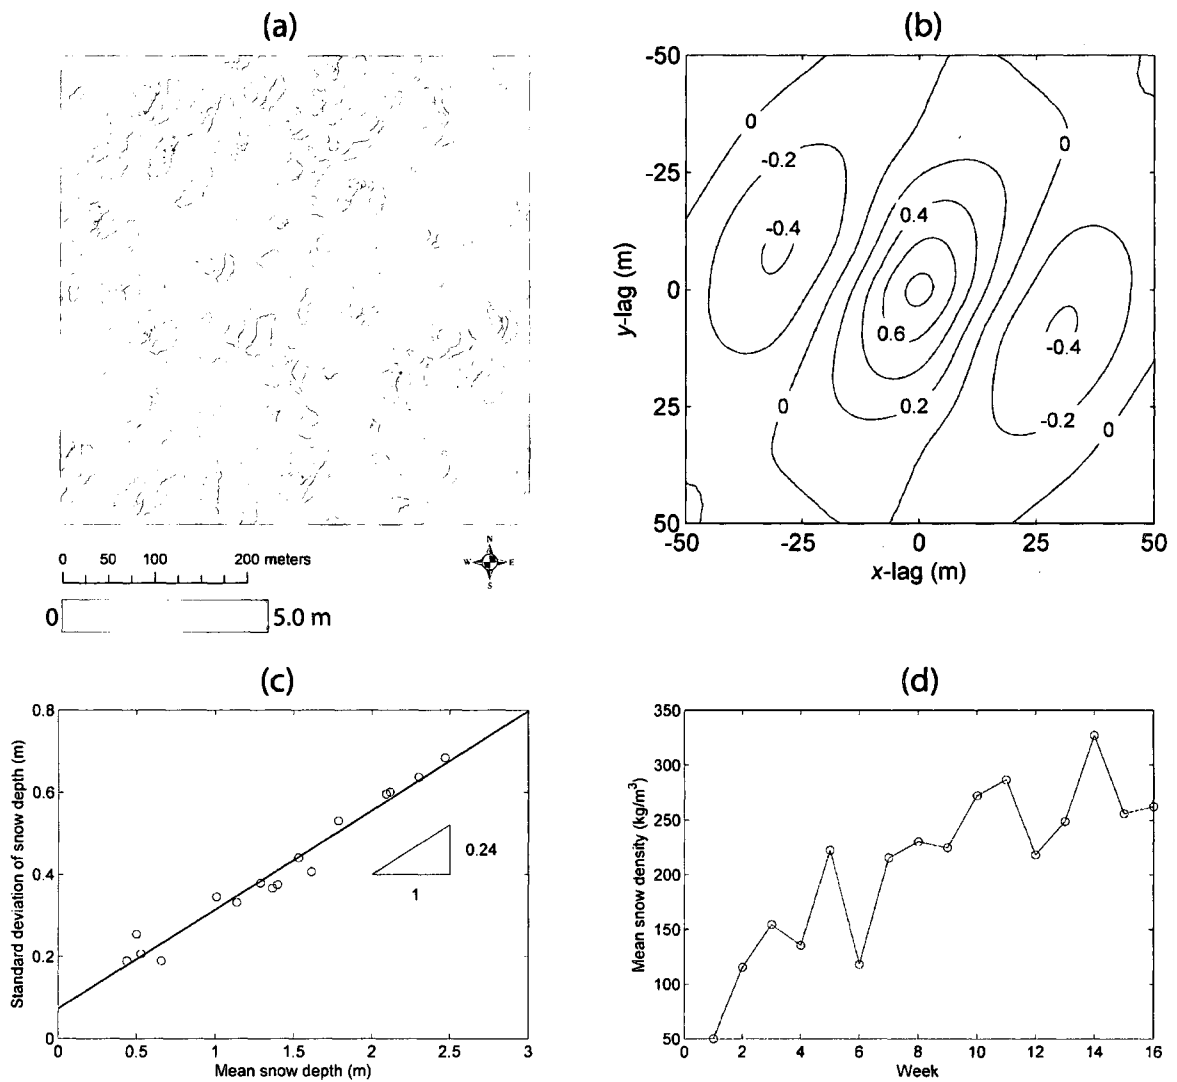 (a)
0 50 100 200 meters
N
W E
S
0 5.0 m
(b)
-50
-25
0
25
50
y-lag (m)
0
0
-0.2
0.4
-0.4
0.6
-0.4
0
0.2
-0.2
0
-50 -25 0 25 50
x-lag (m)
(c)
0.8
0.6
0.4
0.2
0
Standard deviation of snow depth (m)
0.24
1
0 0.5 1 1.5 2 2.5 3
Mean snow depth (m)
(d)
350
300
250
200
150
100
50
Mean snow density (kg/m³)
0 2 4 6 8 10 12 14 16
Week